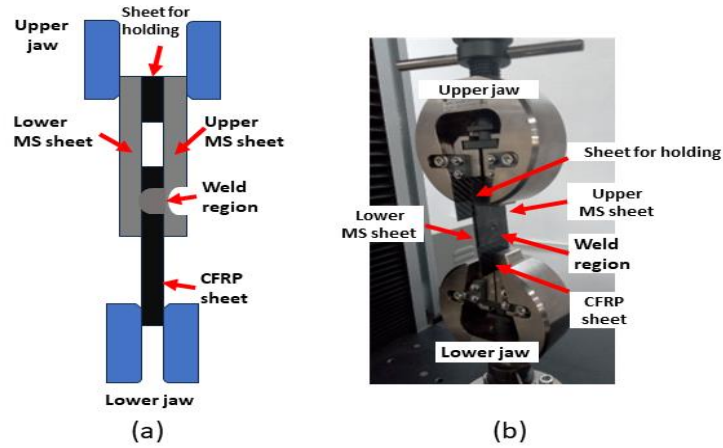 Sheet for
holding
Upper
jaw
Lower
MS sheet
Upper
MS sheet
Weld
region
CFRP
sheet
Lower jaw
(a)
Upper jaw
Sheet for holding
Upper
MS sheet
Lower
MS sheet
Weld
region
CFRP
sheet
Lower jaw
(b)